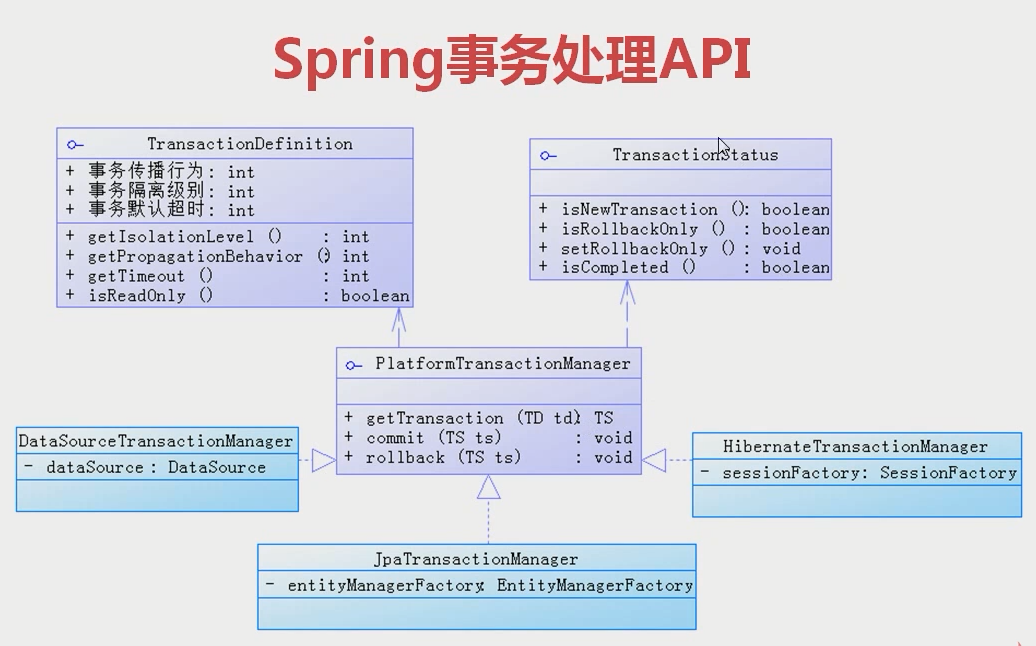 Spring事务处理API
TransactionDefinition
+ 事务传播行为: int
+ 事务隔离级别: int
+ 事务默认超时: int
+ getIsolationLevel () : int
+ getPropagationBehavior () : int
+ getTimeout () : int
+ isReadOnly () : boolean
TransactionStatus
+ isNewTransaction () : boolean
+ isRollbackOnly () : boolean
+ setRollbackOnly () : void
+ isCompleted () : boolean
PlatformTransactionManager
+ getTransaction (TD td) : TS
+ commit (TS ts) : void
+ rollback (TS ts) : void
DataSourceTransactionManager
- dataSource : DataSource
HibernateTransactionManager
- sessionFactory : SessionFactory
JpaTransactionManager
- entityManagerFactory : EntityManagerFactory